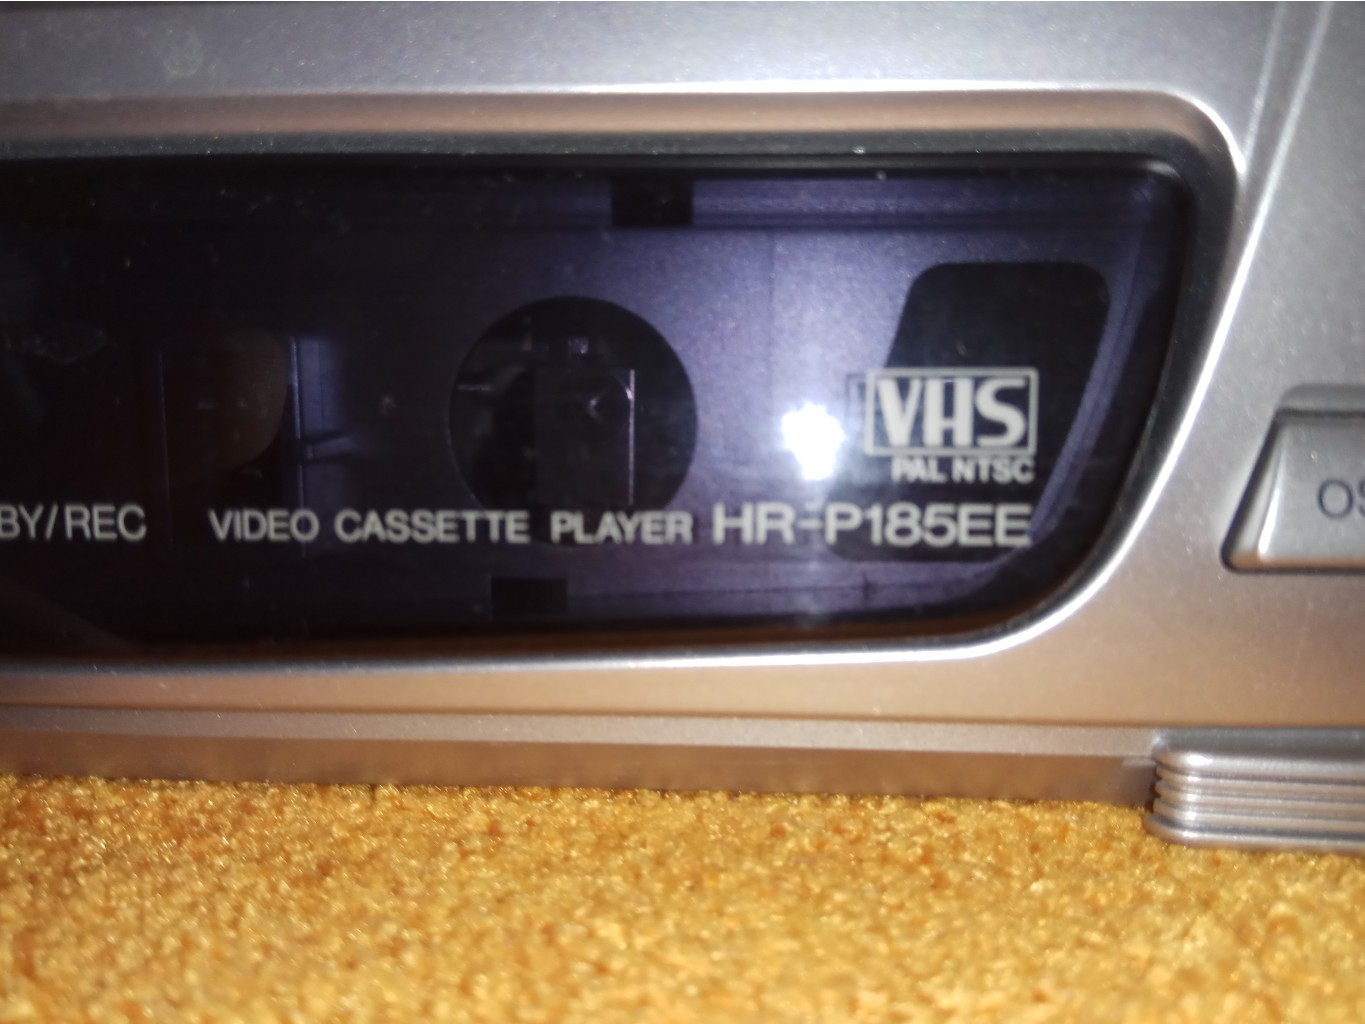 VHS
PAL NTSC
BY/REC VIDEO CASSETTE PLAYER HR-P185EE